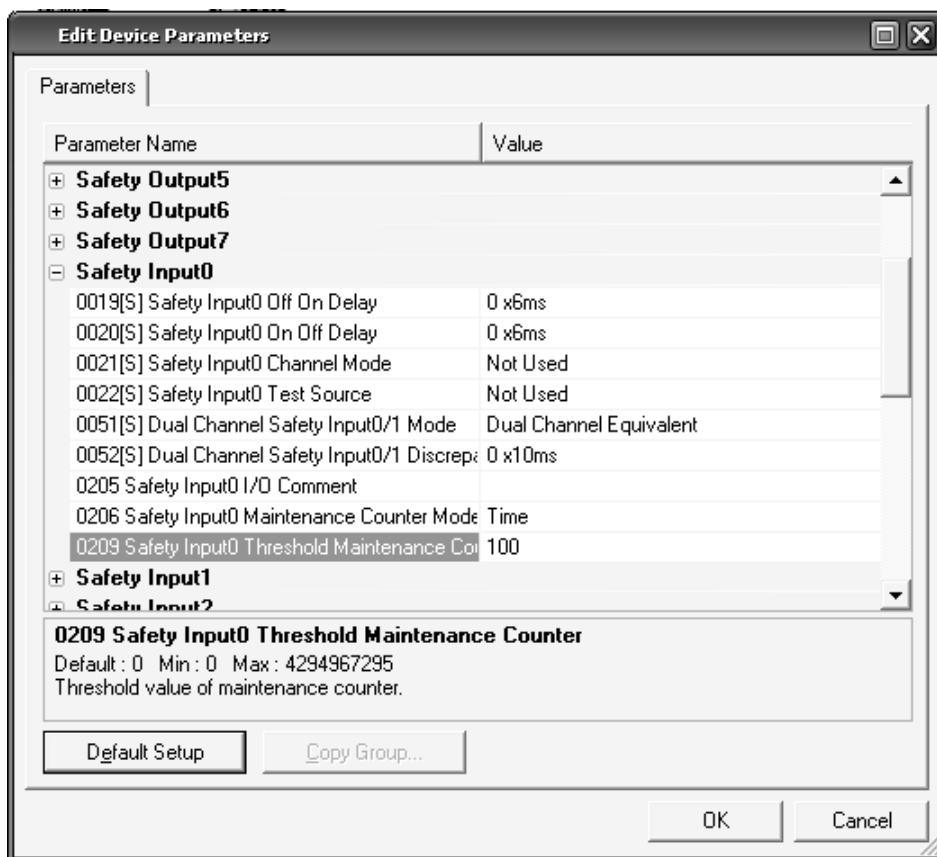 Edit Device Parameters
Parameters
Parameter Name Value
Safety Output5
Safety Output6
Safety Output7
Safety Input0
0019[S] Safety Input0 Off On Delay 0 x6ms
0020[S] Safety Input0 On Off Delay 0 x6ms
0021[S] Safety Input0 Channel Mode Not Used
0022[S] Safety Input0 Test Source Not Used
0051[S] Dual Channel Safety Input0/1 Mode Dual Channel Equivalent
0052[S] Dual Channel Safety Input0/1 Discrepa 0 x10ms
0205 Safety Input0 I/O Comment
0206 Safety Input0 Maintenance Counter Mode Time
0209 Safety Input0 Threshold Maintenance Cou 100
Safety Input1
Safety Input2
0209 Safety Input0 Threshold Maintenance Counter
Default : 0 Min : 0 Max : 4294967295
Threshold value of maintenance counter.
Default Setup Copy Group...
OK Cancel